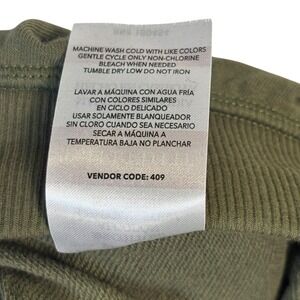 MACHINE WASH COLD WITH LIKE COLORS
GENTLE CYCLE ONLY NON-CHLORINE
BLEACH WHEN NEEDED
TUMBLE DRY LOW DO NOT IRON
LAVAR A MÁQUINA CON AGUA FRÍA
CON COLORES SIMILARES
EN CICLO DELICADO
USAR SOLAMENTE BLANQUEADOR
SIN CLORO CUANDO SEA NECESARIO
SECAR A MÁQUINA A
TEMPERATURA BAJA NO PLANCHAR
VENDOR CODE: 409